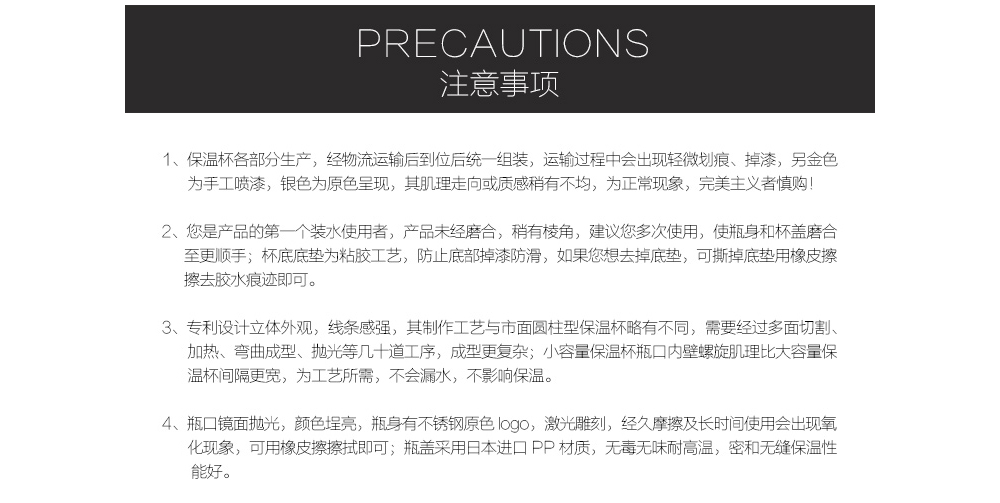 PRECAUTIONS
注意事项
1、保温杯各部分生产，经物流运输后到位后统一组装，运输过程中会出现轻微划痕、掉漆，另金色
为手工喷漆，银色为原色呈现，其肌理走向或质感稍有不均，为正常现象，完美主义者慎购！
2、您是产品的第一个装水使用者，产品未经磨合，稍有棱角，建议您多次使用，使瓶身和杯盖磨合
至更顺手；杯底底垫为粘胶工艺，防止底部掉漆防滑，如果您想去掉底垫，可撕掉底垫用橡皮擦
擦去胶水痕迹即可。
3、专利设计立体外观，线条感强，其制作工艺与市面圆柱型保温杯略有不同，需要经过多面切割、
加热、弯曲成型、抛光等几十道工序，成型更复杂；小容量保温杯瓶口内壁螺旋肌理比大容量保
温杯间隔更宽，为工艺所需，不会漏水，不影响保温。
4、瓶口镜面抛光，颜色埕亮，瓶身有不锈钢原色 logo，激光雕刻，经久摩擦及长时间使用会出现氧
化现象，可用橡皮擦擦拭即可；瓶盖采用日本进口 PP 材质，无毒无味耐高温，密和无缝保温性
能好。